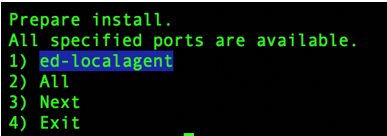 Prepare install.
All specified ports are available.
1) ed-localagent
2) All
3) Next
4) Exit